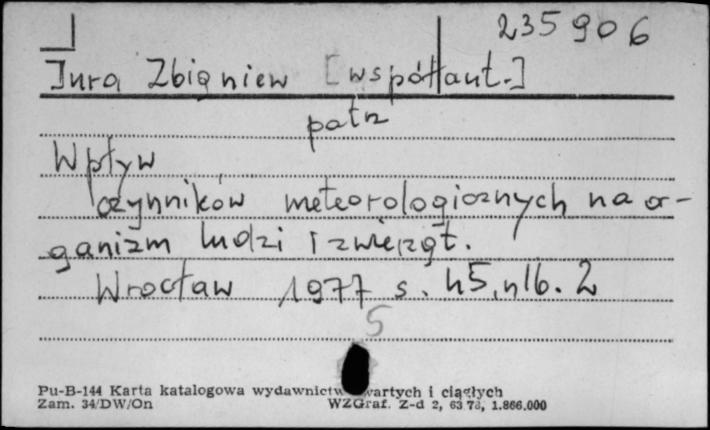 235906
Jura Zbigniew [współaut.]
patrz
Wpływ
czynników meteorologicznych na or-
ganizm ludzi i zwierząt.
Wrocław 1977 s. 45, nlb. 2
5
Pu-B-144 Karta katalogowa wydawnictw zwartych i ciągłych
Zam. 34/DW/On WZGraf. Z-d 2, 63 78, 1.866.000